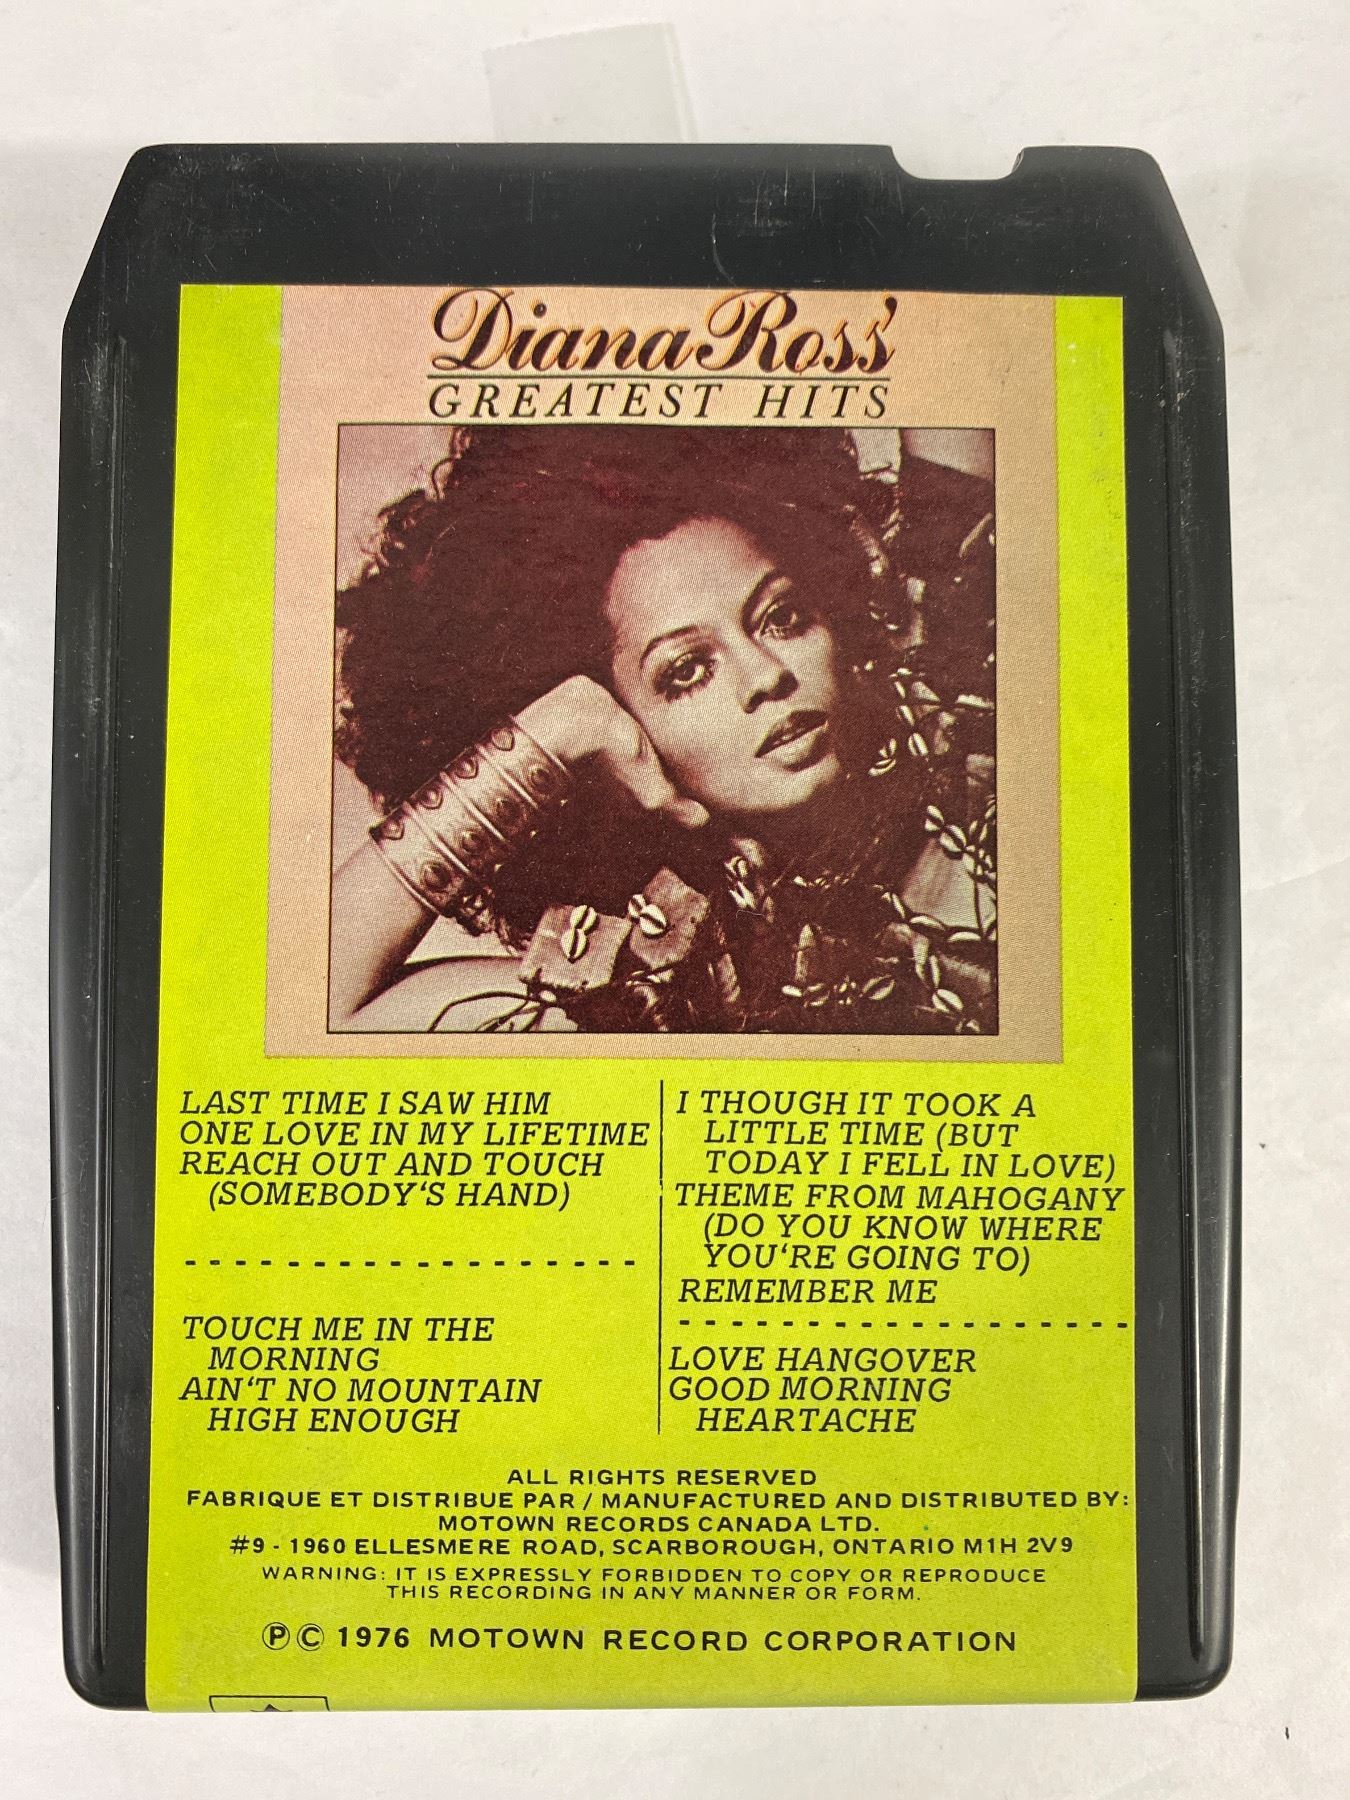 Diana Ross'
GREATEST HITS
LAST TIME I SAW HIM
ONE LOVE IN MY LIFETIME
REACH OUT AND TOUCH
(SOMEBODY'S HAND)
TOUCH ME IN THE
MORNING
AIN'T NO MOUNTAIN
HIGH ENOUGH
I THOUGH IT TOOK A
LITTLE TIME (BUT
TODAY I FELL IN LOVE)
THEME FROM MAHOGANY
(DO YOU KNOW WHERE
YOU'RE GOING TO)
REMEMBER ME
LOVE HANGOVER
GOOD MORNING
HEARTACHE
ALL RIGHTS RESERVED
FABRIQUE ET DISTRIBUE PAR / MANUFACTURED AND DISTRIBUTED BY:
MOTOWN RECORDS CANADA LTD.
#9 - 1960 ELLESMERE ROAD, SCARBOROUGH, ONTARIO M1H 2V9
WARNING: IT IS EXPRESSLY FORBIDDEN TO COPY OR REPRODUCE
THIS RECORDING IN ANY MANNER OR FORM.
℗ © 1976 MOTOWN RECORD CORPORATION